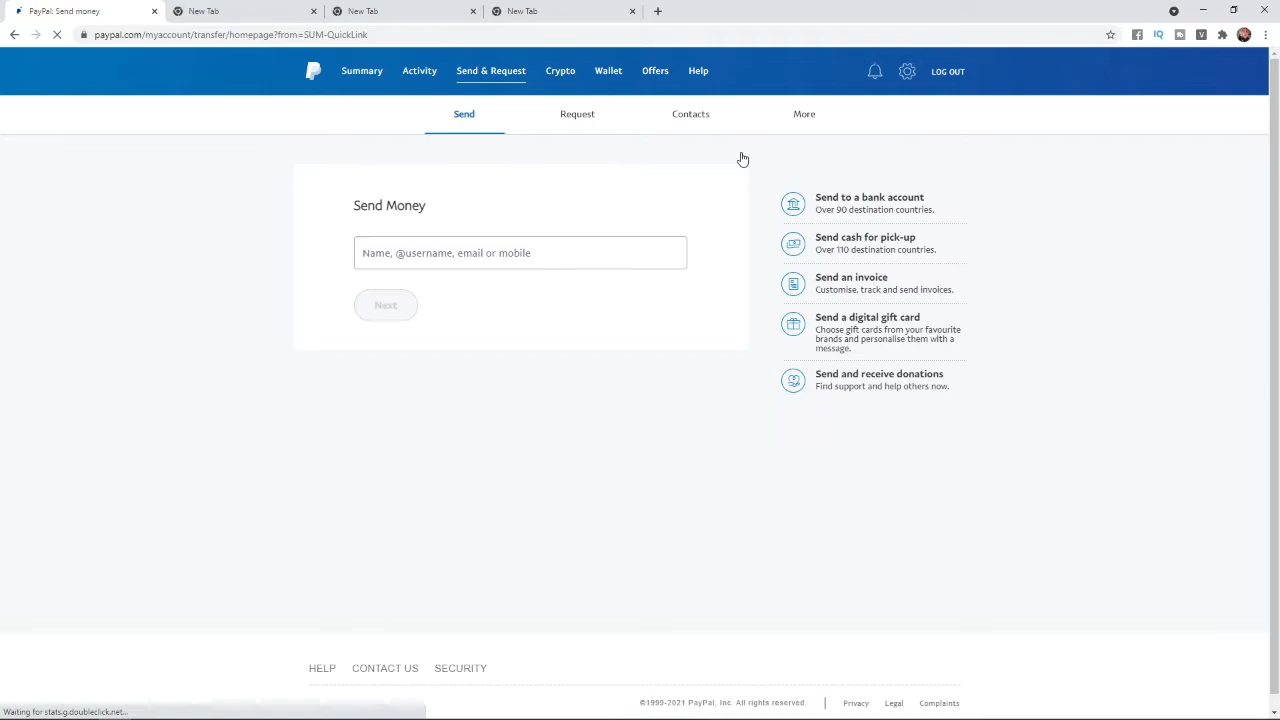 PayPal: Send money
New Tab
New Tab
New Tab
paypal.com/myaccount/transfer/homepage?from=SUM-QuickLink
IQ
V
Summary Activity Send & Request Crypto Wallet Offers Help LOG OUT
Send Request Contacts More
Send Money
Name, @username, email or mobile
Next
Send to a bank account
Over 90 destination countries.
Send cash for pick-up
Over 110 destination countries.
Send an invoice
Customise, track and send invoices.
Send a digital gift card
Choose gift cards from your favourite
brands and personalise them with a
message.
Send and receive donations
Find support and help others now.
HELP CONTACT US SECURITY
©1999-2021 PayPal, Inc. All rights reserved. | Privacy Legal Complaints
Waiting for stats.g.doubleclick.net...